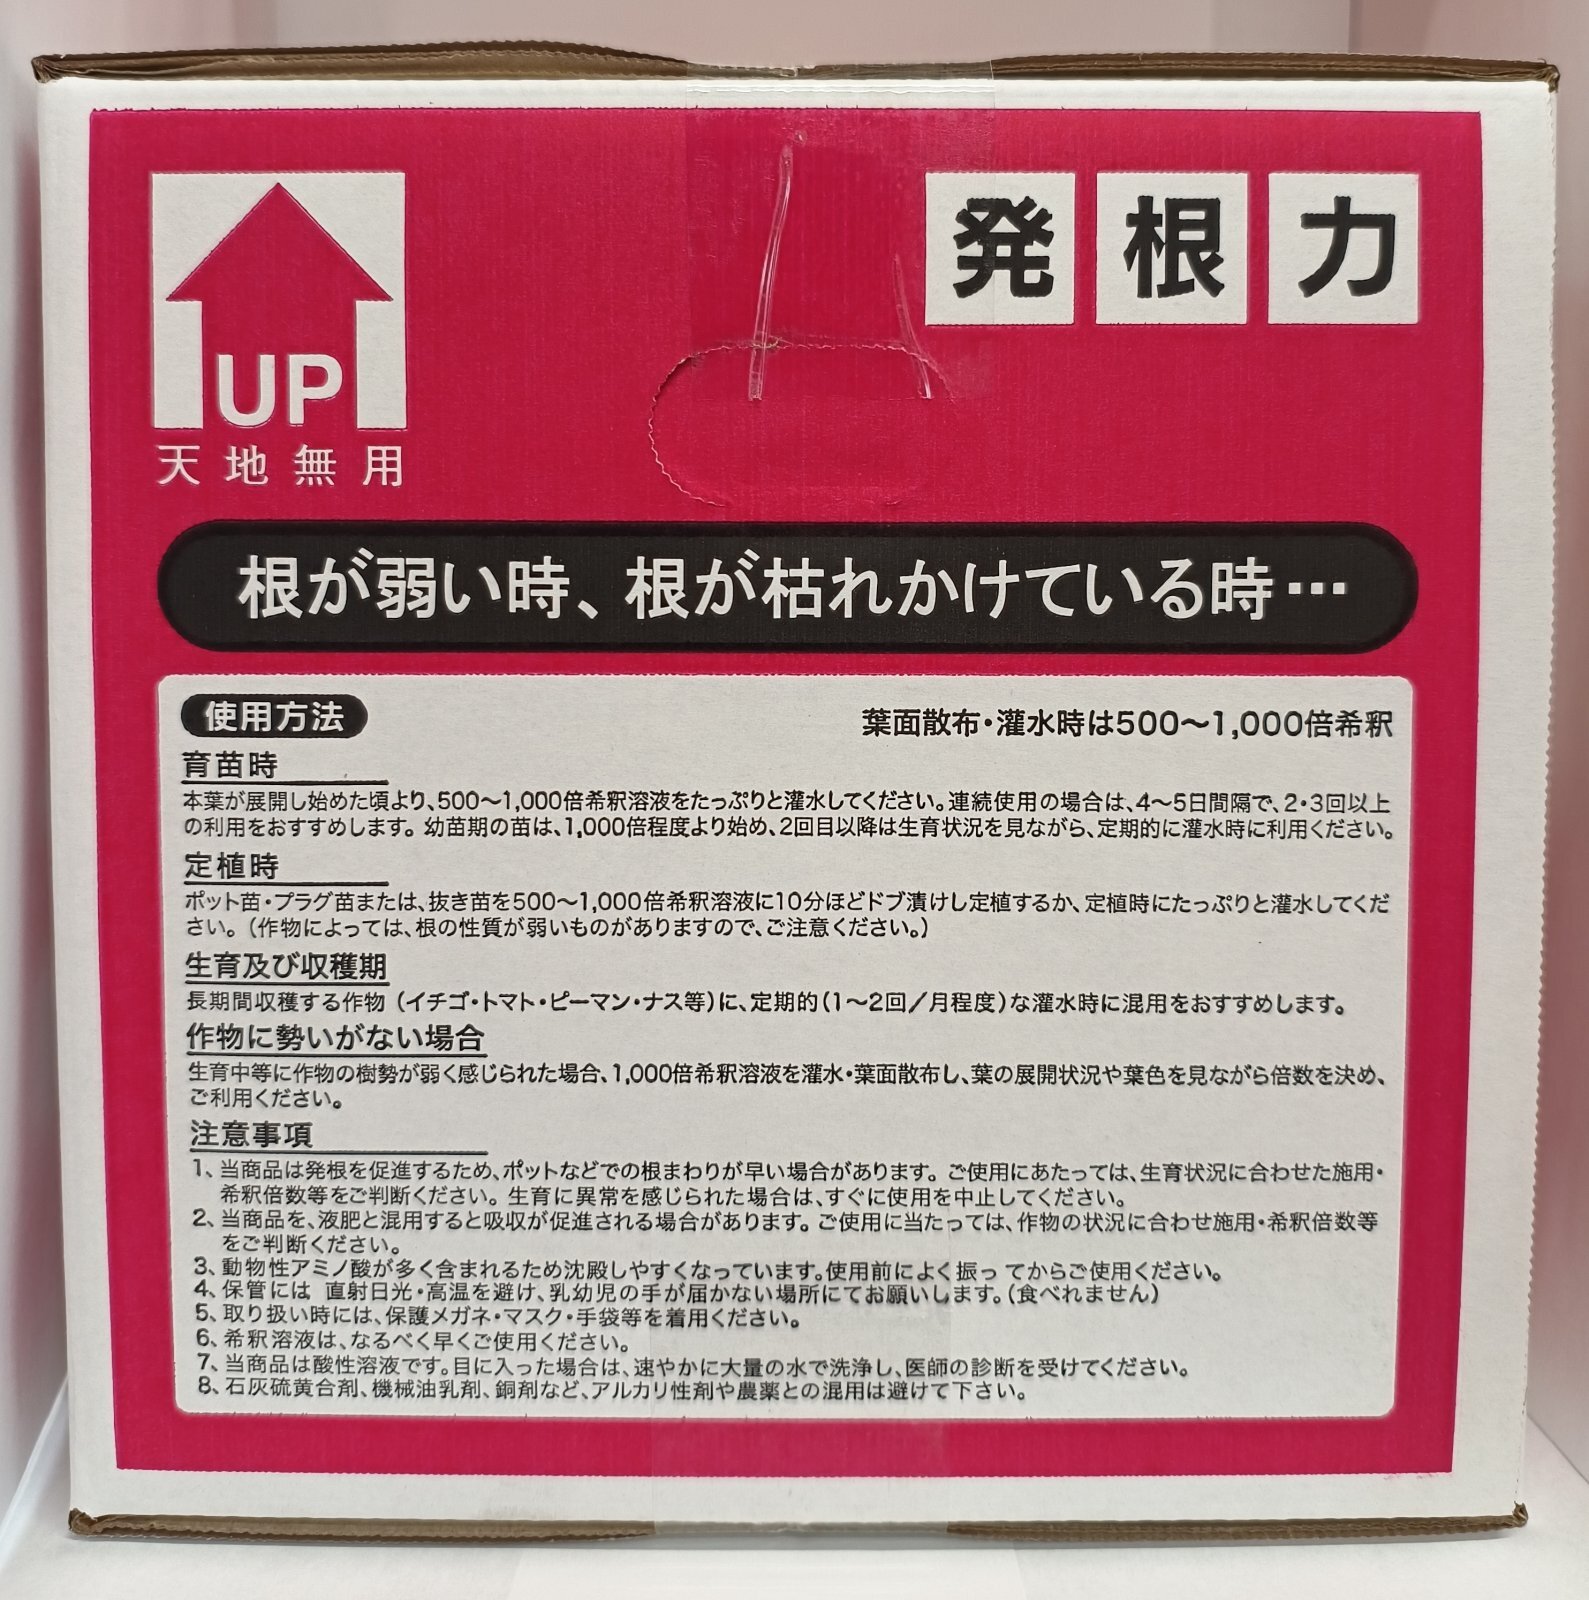 発根力
UP
天地無用
根が弱い時、根が枯れかけている時…
使用方法
葉面散布・灌水時は500〜1,000倍希釈
育苗時
本葉が展開し始めた頃より、500〜1,000倍希釈溶液をたっぷりと灌水してください。連続使用の場合は、4〜5日間隔で、2・3回以上
の利用をおすすめします。幼苗期の苗は、1,000倍程度より始め、2回目以降は生育状況を見ながら、定期的に灌水時に利用ください。
定植時
ポット苗・プラグ苗または、抜き苗を500〜1,000倍希釈溶液に10分ほどドブ漬けし定植するか、定植時にたっぷりと灌水してくだ
さい。（作物によっては、根の性質が弱いものがありますので、ご注意ください。）
生育及び収穫期
長期間収穫する作物（イチゴ・トマト・ピーマン・ナス等）に、定期的（1〜2回／月程度）な灌水時に混用をおすすめします。
作物に勢いがない場合
生育中等に作物の樹勢が弱く感じられた場合、1,000倍希釈溶液を灌水・葉面散布し、葉の展開状況や葉色を見ながら倍数を決め、
ご利用ください。
注意事項
1、当商品は発根を促進するため、ポットなどでの根まわりが早い場合があります。ご使用にあたっては、生育状況に合わせた施用・
希釈倍数等をご判断ください。生育に異常を感じられた場合は、すぐに使用を中止してください。
2、当商品を、液肥と混用すると吸収が促進される場合があります。ご使用に当たっては、作物の状況に合わせ施用・希釈倍数等
をご判断ください。
3、動物性アミノ酸が多く含まれるため沈殿しやすくなっています。使用前によく振っ てからご使用ください。
4、保管には 直射日光・高温を避け、乳幼児の手が届かない場所にてお願いします。（食べれません）
5、取り扱い時には、保護メガネ・マスク・手袋等を着用ください。
6、希釈溶液は、なるべく早くご使用ください。
7、当商品は酸性溶液です。目に入った場合は、速やかに大量の水で洗浄し、医師の診断を受けてください。
8、石灰硫黄合剤、機械油乳剤、銅剤など、アルカリ性剤や農薬との混用は避けて下さい。